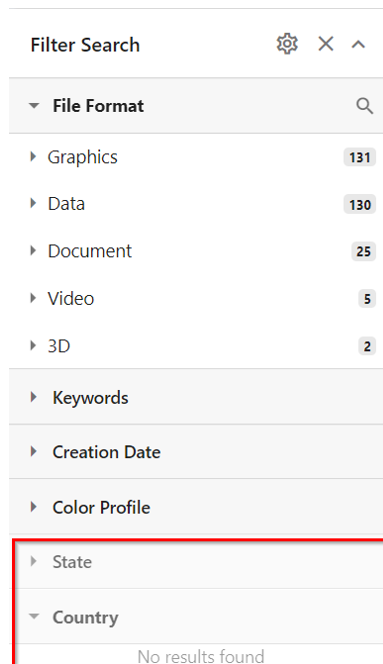 Filter Search
File Format
Graphics 131
Data 130
Document 25
Video 5
3D 2
Keywords
Creation Date
Color Profile
State
Country
No results found